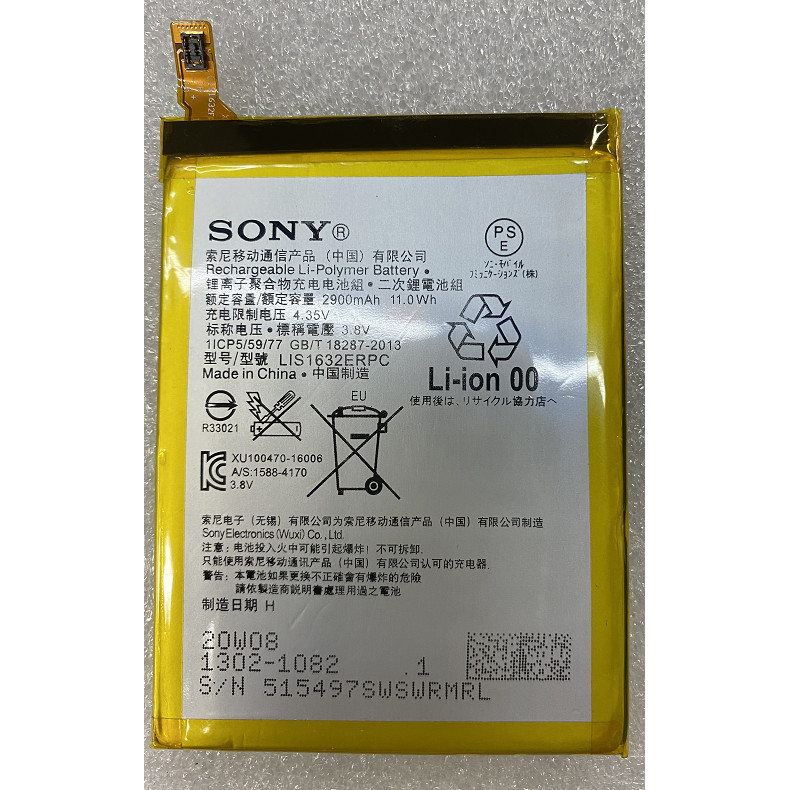 SONY®
索尼移动通信产品（中国）有限公司
Rechargeable Li-Polymer Battery •
锂离子聚合物充电电池组 • 二次鋰電池組
额定容量/額定容量 2900mAh 11.0Wh
充电限制电压 • 4.35V
标称电压 • 標稱電壓 3.8V
1ICP5/59/77 GB/T 18287-2013
型号/型號 LIS1632ERPC
Made in China • 中国制造
PS
E
ソニーモバイル
コミュニケーションズ(株)
Li-ion 00
使用後は、リサイクル協力店へ
R33021
EU
XU100470-16006
A/S:1588-4170
3.8V
索尼电子（无锡）有限公司为索尼移动通信产品（中国）有限公司制造
Sony Electronics (Wuxi) Co., Ltd.
注意: 电池投入火中可能引起爆炸! 不可拆卸.
只能使用索尼移动通讯产品（中国）有限公司认可的充电器.
警告: 本電池如果更換不正確會有爆炸的危險
請依製造商説明書處理用過之電池
制造日期 H
20W08
1302-1082 .1
S/N 515497SWSWRMRL